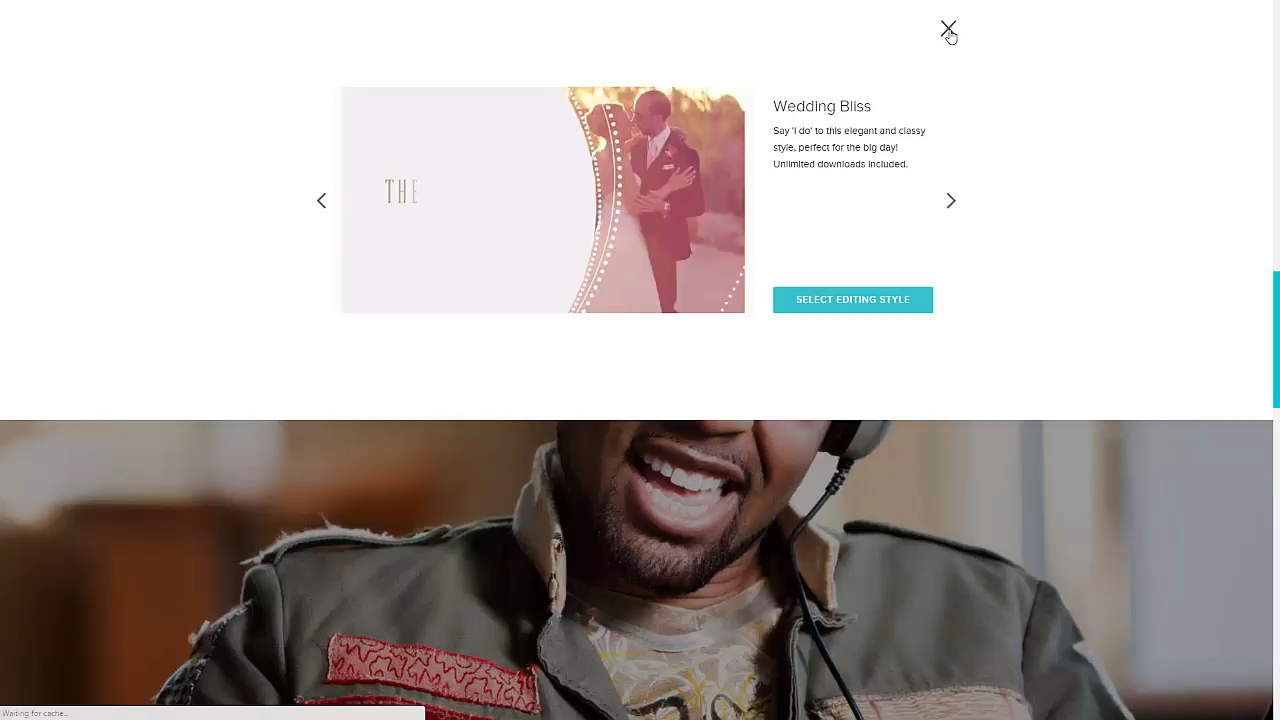 Wedding Bliss
Say 'I do' to this elegant and classy
style, perfect for the big day!
Unlimited downloads included.
THE
SELECT EDITING STYLE
Waiting for cache...